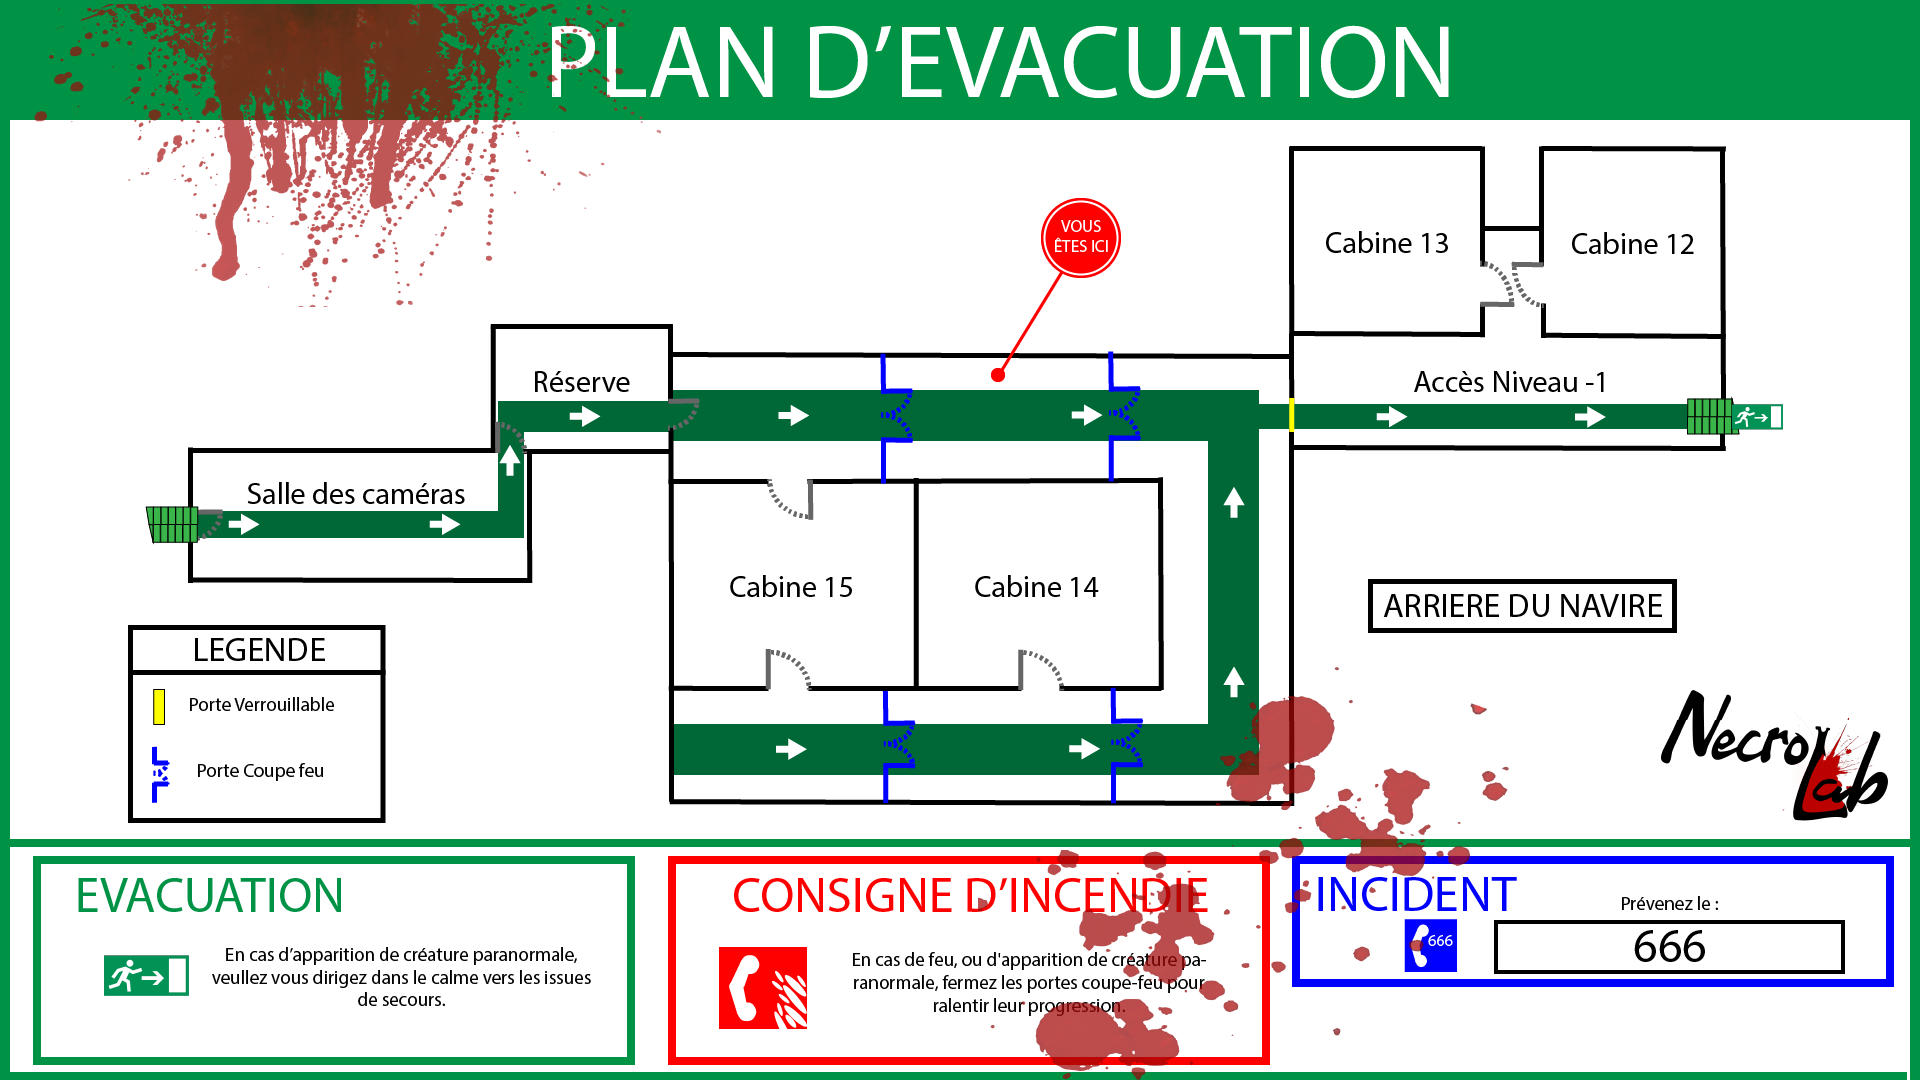 PLAN D’EVACUATION
VOUS
ÊTES ICI
Cabine 13
Cabine 12
Réserve
Accès Niveau -1
Salle des caméras
Cabine 15
Cabine 14
ARRIERE DU NAVIRE
LEGENDE
Porte Verrouillable
Porte Coupe feu
NecroLab
EVACUATION
En cas d’apparition de créature paranormale,
veullez vous dirigez dans le calme vers les issues
de secours.
CONSIGNE D’INCENDIE
En cas de feu, ou d'apparition de créature pa-
ranormale, fermez les portes coupe-feu pour
ralentir leur progression.
INCIDENT
666
Prévenez le :
666